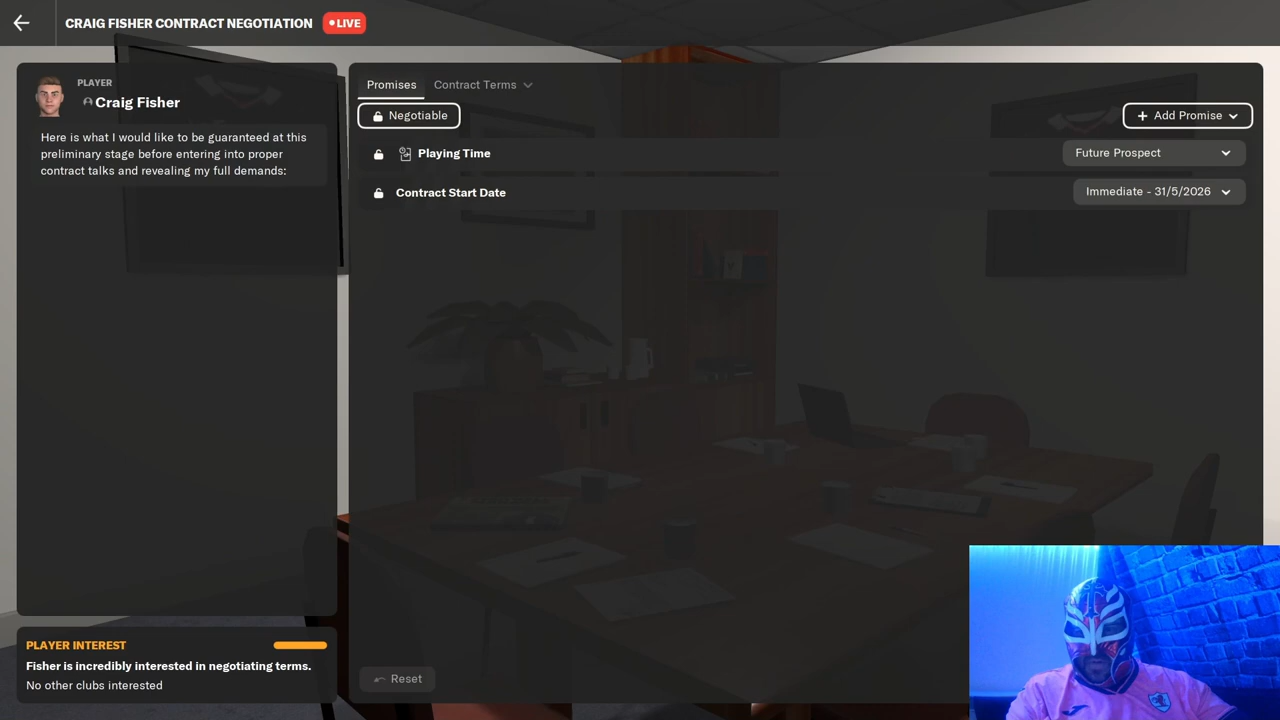 CRAIG FISHER CONTRACT NEGOTIATION
LIVE
PLAYER
Craig Fisher
Here is what I would like to be guaranteed at this
preliminary stage before entering into proper
contract talks and revealing my full demands:
PLAYER INTEREST
Fisher is incredibly interested in negotiating terms.
No other clubs interested
Promises
Contract Terms
Negotiable
+ Add Promise
Playing Time
Future Prospect
Contract Start Date
Immediate - 31/5/2026
Reset